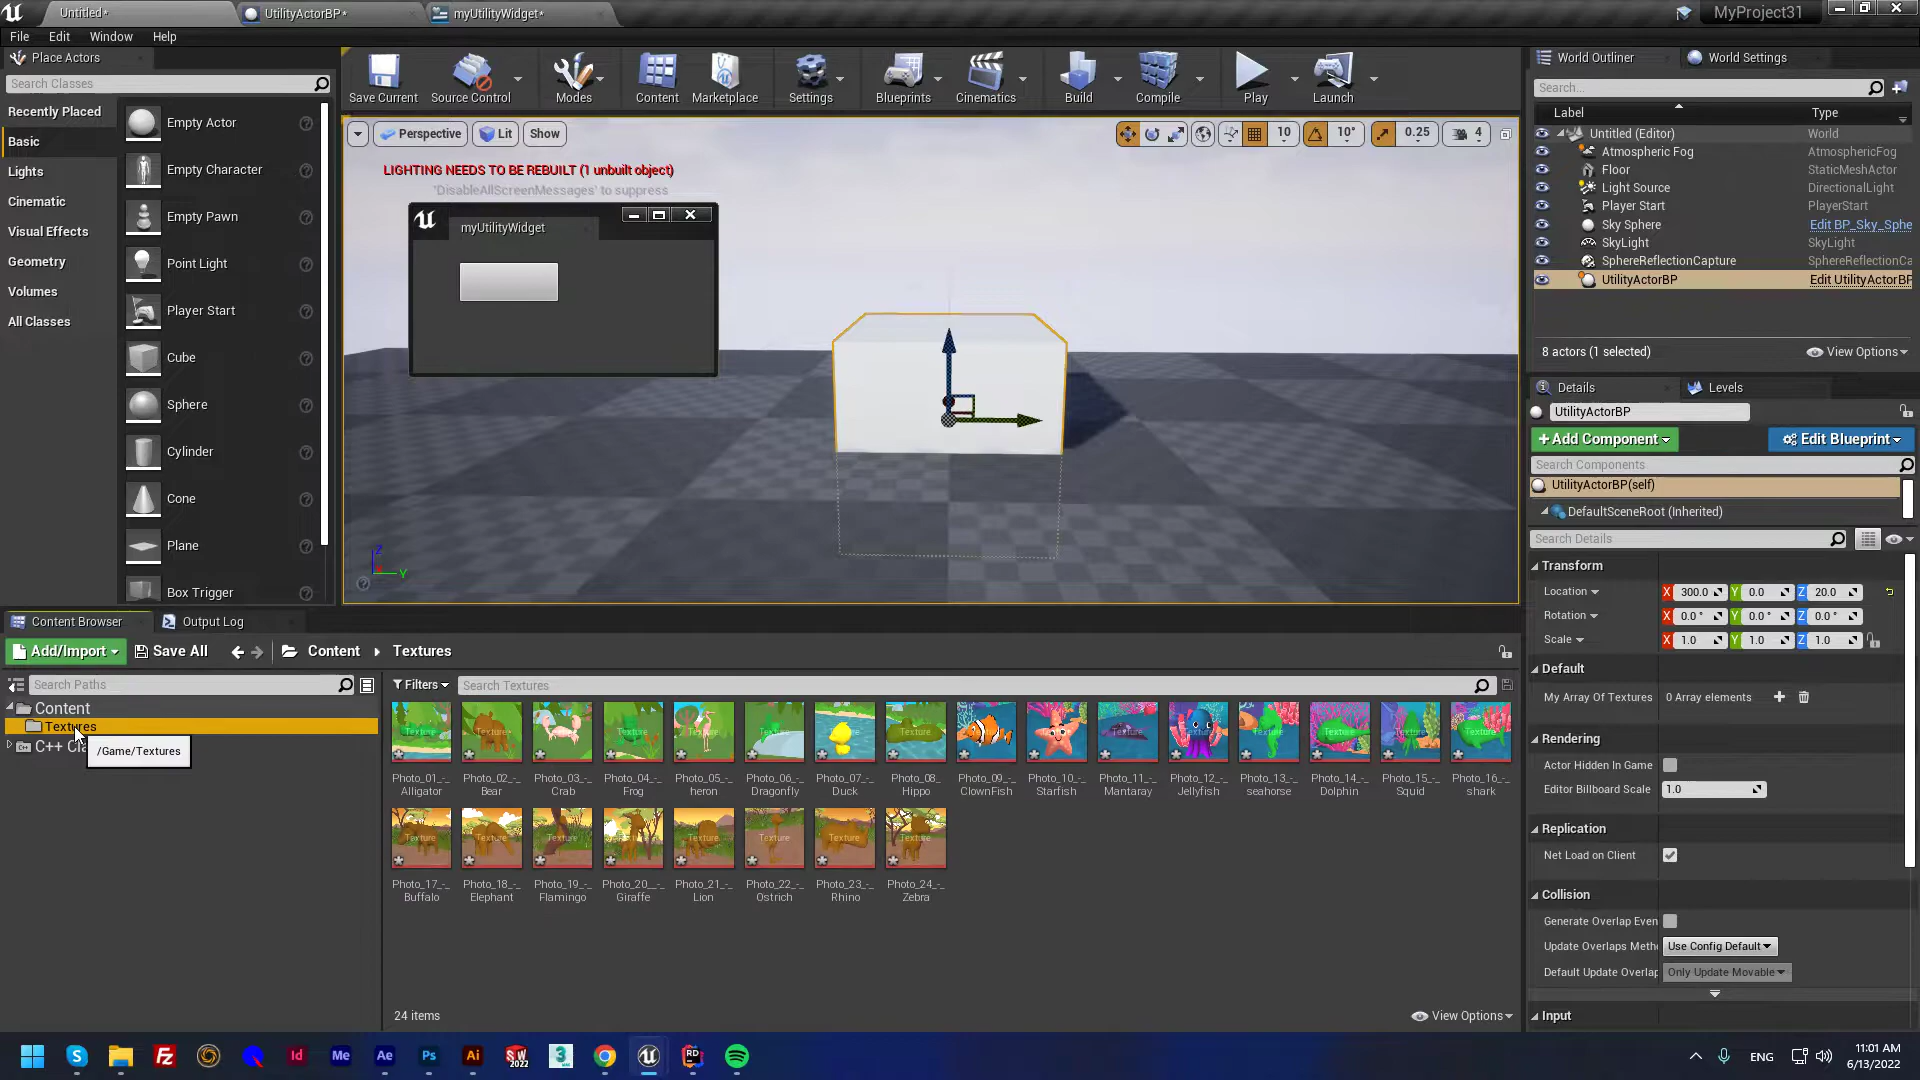 Untitled*
UtilityActorBP*
myUtilityWidget*
MyProject31
File
Edit
Window
Help
Place Actors
Search Classes
Recently Placed
Basic
Lights
Cinematic
Visual Effects
Geometry
Volumes
All Classes
Empty Actor
Empty Character
Empty Pawn
Point Light
Player Start
Cube
Sphere
Cylinder
Cone
Plane
Box Trigger
Save Current
Source Control
Modes
Content
Marketplace
Settings
Blueprints
Cinematics
Build
Compile
Play
Launch
Perspective
Lit
Show
10
10°
0.25
4
LIGHTING NEEDS TO BE REBUILT (1 unbuilt object)
'DisableAllScreenMessages' to suppress
myUtilityWidget
Z
Y
World Outliner
World Settings
Search...
Label
Type
Untitled (Editor)
World
Atmospheric Fog
AtmosphericFog
Floor
StaticMeshActor
Light Source
DirectionalLight
Player Start
PlayerStart
Sky Sphere
Edit BP_Sky_Sphe
SkyLight
SkyLight
SphereReflectionCapture
SphereReflectionCa
UtilityActorBP
Edit UtilityActorBP
8 actors (1 selected)
View Options
Details
Levels
UtilityActorBP
+Add Component
Edit Blueprint
Search Components
UtilityActorBP(self)
DefaultSceneRoot (Inherited)
Search Details
Transform
Location
X
300.0
Y
0.0
Z
20.0
Rotation
X
0.0 °
Y
0.0 °
Z
0.0 °
Scale
X
1.0
Y
1.0
Z
1.0
Default
My Array Of Textures
0 Array elements
Rendering
Actor Hidden In Game
Editor Billboard Scale
1.0
Replication
Net Load on Client
Collision
Generate Overlap Even
Update Overlaps Meth
Use Config Default
Default Update Overlap
Only Update Movable
Input
Content Browser
Output Log
Add/Import
Save All
Content
Textures
Search Paths
Filters
Search Textures
Content
Textures
C++ Cl
/Game/Textures
Photo_01_-_
Alligator
Photo_02_-_
Bear
Photo_03_-_
Crab
Photo_04_-_
Frog
Photo_05_-_
heron
Photo_06_-_
Dragonfly
Photo_07_-_
Duck
Photo_08_
Hippo
Photo_09_-_
ClownFish
Photo_10_-_
Starfish
Photo_11_-_
Mantaray
Photo_12_-_
Jellyfish
Photo_13_-_
seahorse
Photo_14_-_
Dolphin
Photo_15_-_
Squid
Photo_16_-_
shark
Photo_17_-_
Buffalo
Photo_18_-_
Elephant
Photo_19_-_
Flamingo
Photo_20__-_
Giraffe
Photo_21_-_
Lion
Photo_22_-_
Ostrich
Photo_23_-_
Rhino
Photo_24_-_
Zebra
24 items
View Options
Id
Me
Ae
Ps
Ai
SW
2022
3
RD
ENG
11:01 AM
6/13/2022